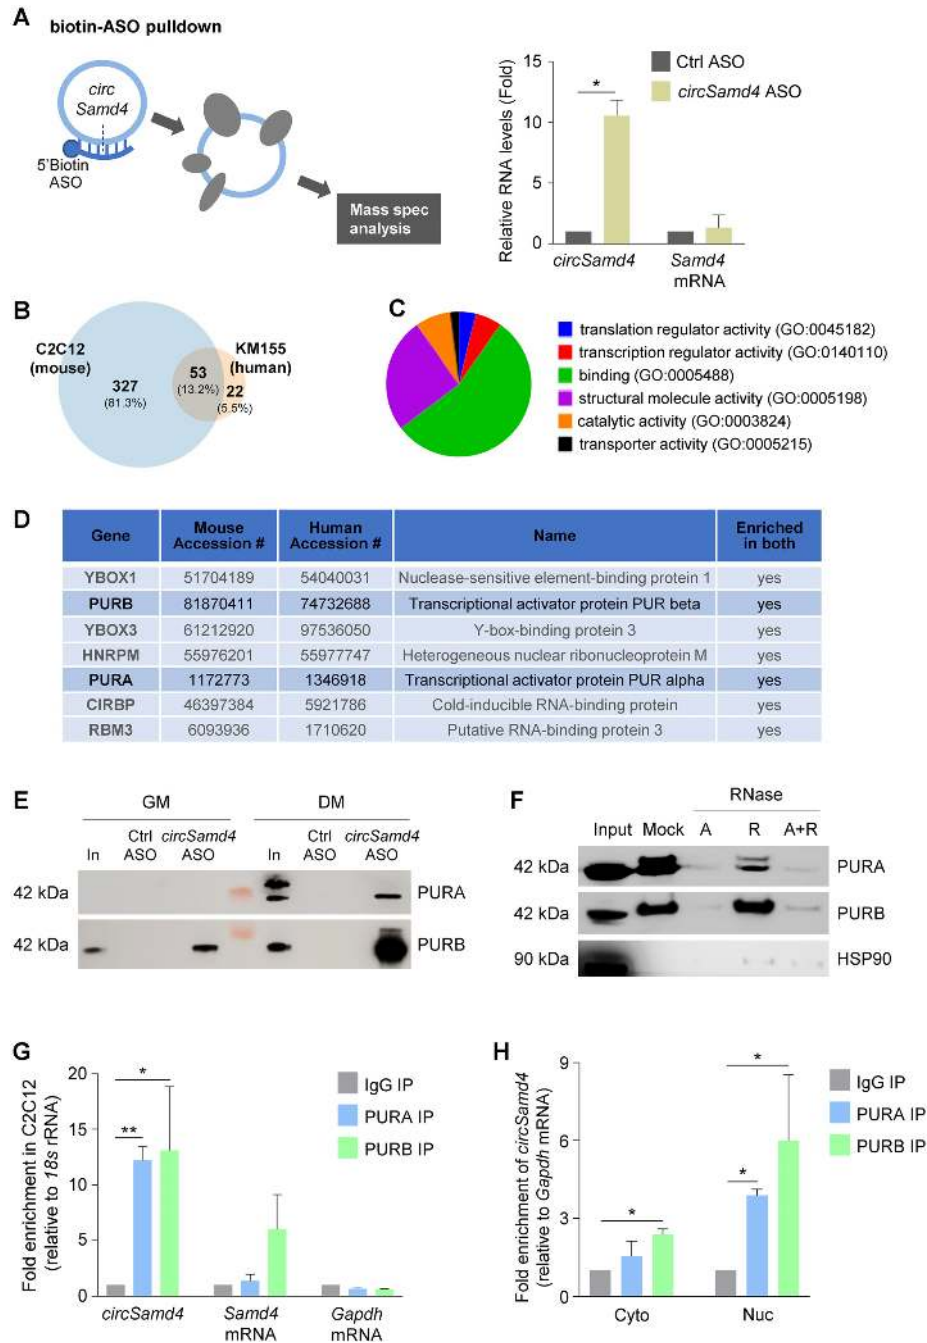 A
biotin-ASO pulldown
circ
Samd4
5'Biotin
ASO
Mass spec
analysis
Relative RNA levels (Fold)
15
10
5
0
*
Ctrl ASO
circSamd4 ASO
circSamd4
Samd4
mRNA
B
C2C12
(mouse)
KM155
(human)
327
(81.3%)
53
(13.2%)
22
(5.5%)
C
translation regulator activity (GO:0045182)
transcription regulator activity (GO:0140110)
binding (GO:0005488)
structural molecule activity (GO:0005198)
catalytic activity (GO:0003824)
transporter activity (GO:0005215)
D
Gene Mouse Accession # Human Accession # Name Enriched in both
YBOX1 51704189 54040031 Nuclease-sensitive element-binding protein 1 yes
PURB 81870411 74732688 Transcriptional activator protein PUR beta yes
YBOX3 61212920 97536050 Y-box-binding protein 3 yes
HNRPM 55976201 55977747 Heterogeneous nuclear ribonucleoprotein M yes
PURA 1172773 1346918 Transcriptional activator protein PUR alpha yes
CIRBP 46397384 5921786 Cold-inducible RNA-binding protein yes
RBM3 6093936 1710620 Putative RNA-binding protein 3 yes
E
GM DM
In Ctrl ASO circSamd4 ASO In Ctrl ASO circSamd4 ASO
42 kDa PURA
42 kDa PURB
F
RNase
Input Mock A R A+R
42 kDa PURA
42 kDa PURB
90 kDa HSP90
G
Fold enrichment in C2C12
(relative to 18s rRNA)
20
15
10
5
0
*
**
IgG IP
PURA IP
PURB IP
circSamd4
Samd4
mRNA
Gapdh
mRNA
H
Fold enrichment of circSamd4
(relative to Gapdh mRNA)
9
6
3
0
*
*
*
IgG IP
PURA IP
PURB IP
Cyto
Nuc